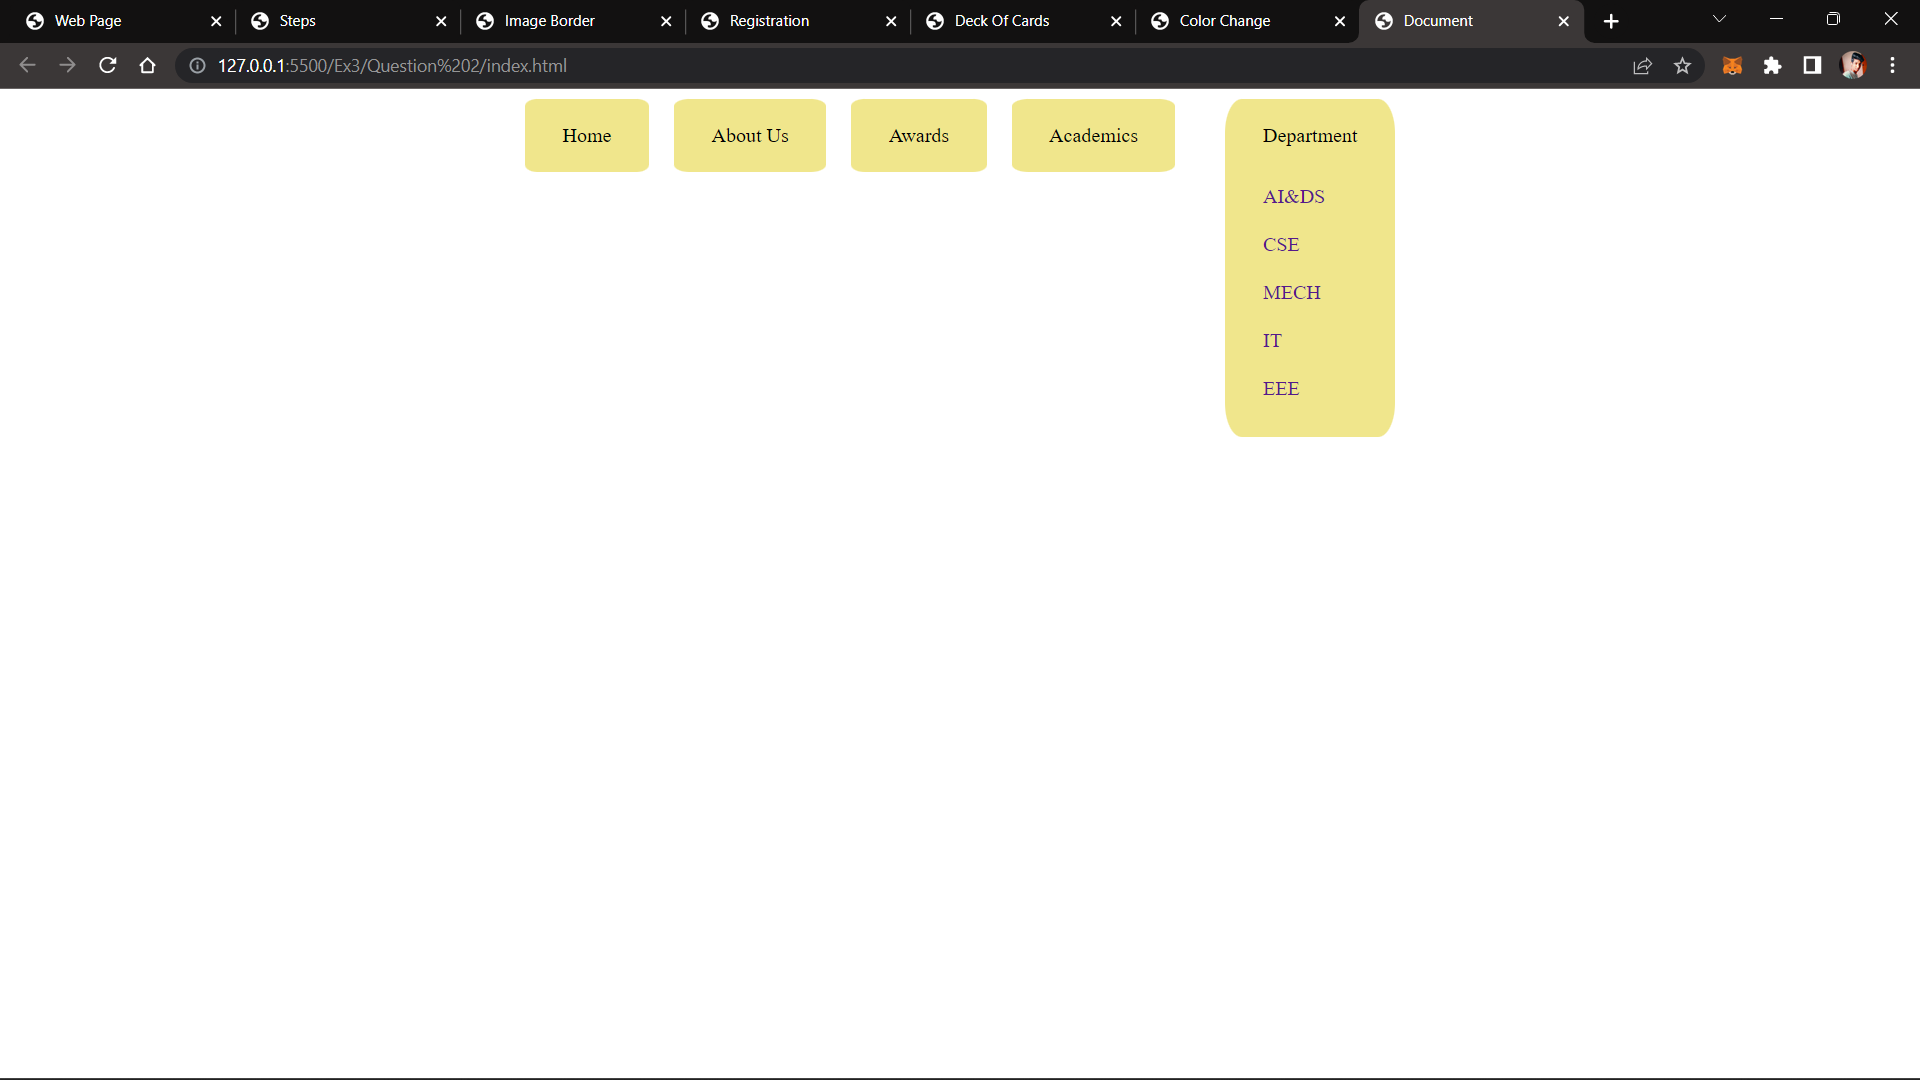 Web Page Steps Image Border Registration Deck Of Cards Color Change Document
127.0.0.1:5500/Ex3/Question%202/index.html
Home About Us Awards Academics Department
AI&DS
CSE
MECH
IT
EEE